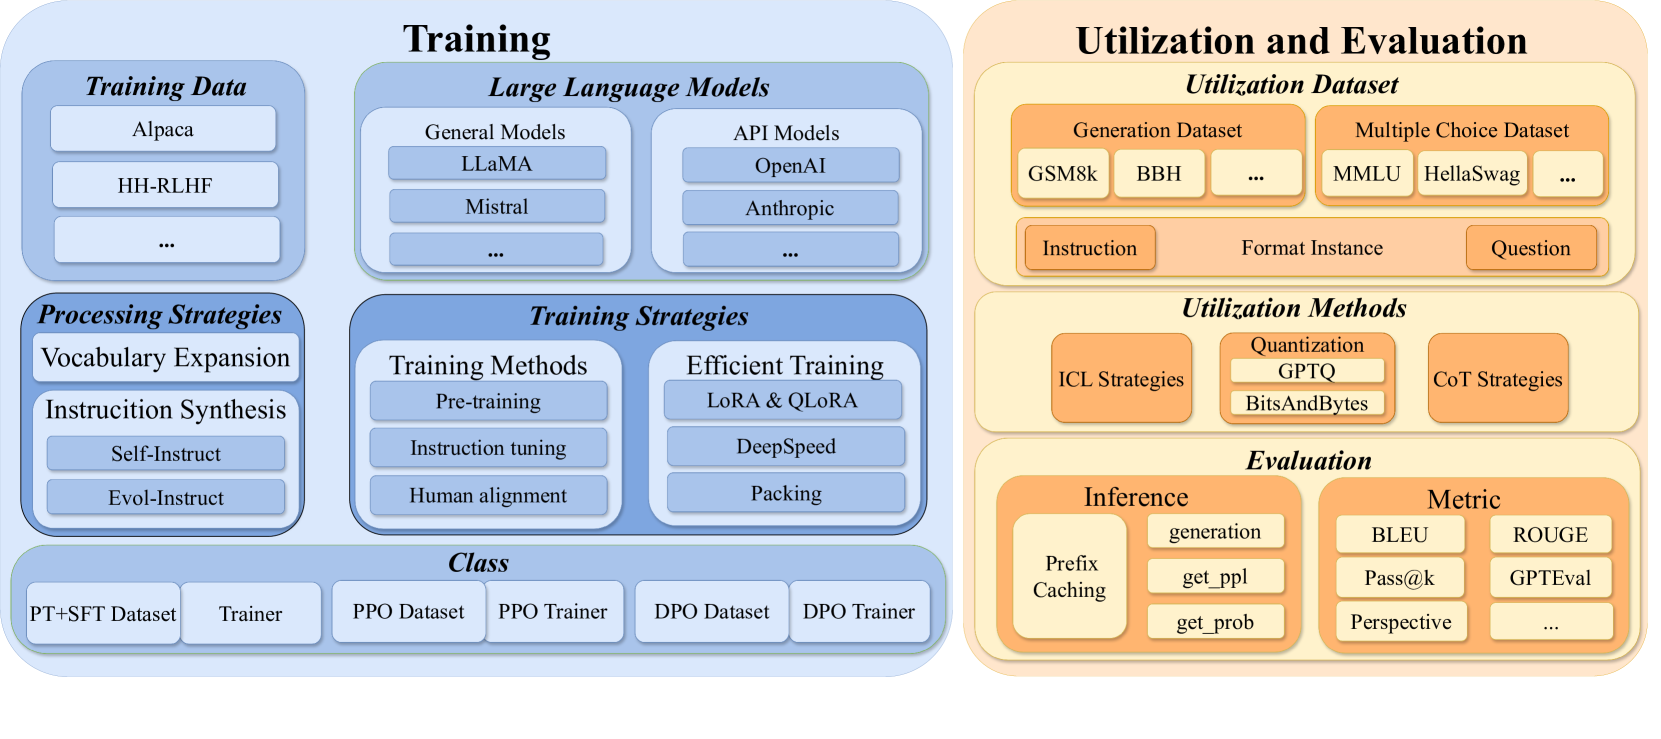 Training
Training Data
Alpaca
HH-RLHF
...
Large Language Models
General Models
LLaMA
Mistral
...
API Models
OpenAI
Anthropic
...
Processing Strategies
Vocabulary Expansion
Instrucition Synthesis
Self-Instruct
Evol-Instruct
Training Strategies
Training Methods
Pre-training
Instruction tuning
Human alignment
Efficient Training
LoRA & QLoRA
DeepSpeed
Packing
Class
PT+SFT Dataset
Trainer
PPO Dataset
PPO Trainer
DPO Dataset
DPO Trainer
Utilization and Evaluation
Utilization Dataset
Generation Dataset
GSM8k
BBH
...
Multiple Choice Dataset
MMLU
HellaSwag
...
Instruction
Format Instance
Question
Utilization Methods
ICL Strategies
Quantization
GPTQ
BitsAndBytes
CoT Strategies
Evaluation
Inference
Prefix
Caching
generation
get_ppl
get_prob
Metric
BLEU
ROUGE
Pass@k
GPTEval
Perspective
...